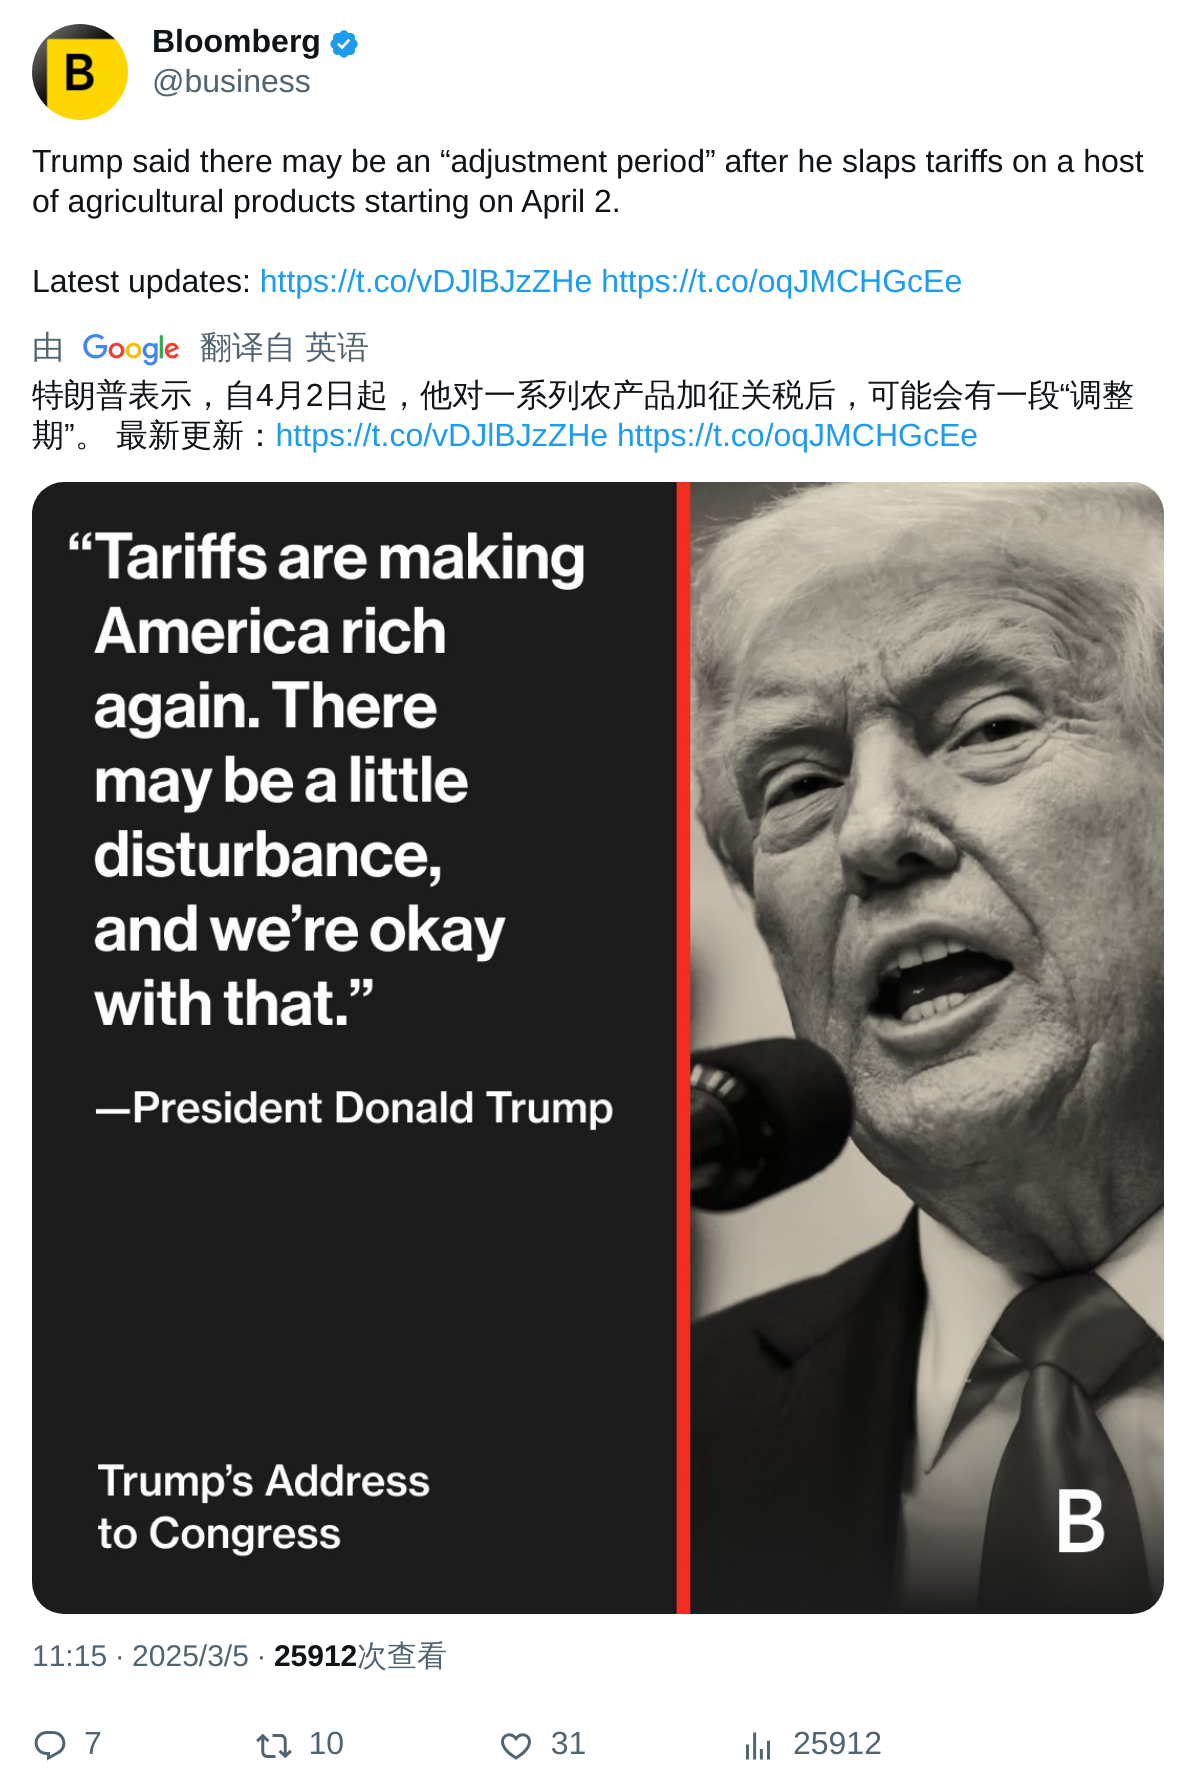 B
Bloomberg
@business
Trump said there may be an “adjustment period” after he slaps tariffs on a host
of agricultural products starting on April 2.
Latest updates: https://t.co/vDJlBJzZHe https://t.co/oqJMCHGcEe
由 Google 翻译自 英语
特朗普表示，自4月2日起，他对一系列农产品加征关税后，可能会有一段“调整
期”。 最新更新：https://t.co/vDJlBJzZHe https://t.co/oqJMCHGcEe
“Tariffs are making
America rich
again. There
may be a little
disturbance,
and we’re okay
with that.”
—President Donald Trump
Trump’s Address
to Congress
B
11:15 · 2025/3/5 · 25912次查看
7 10 31 25912